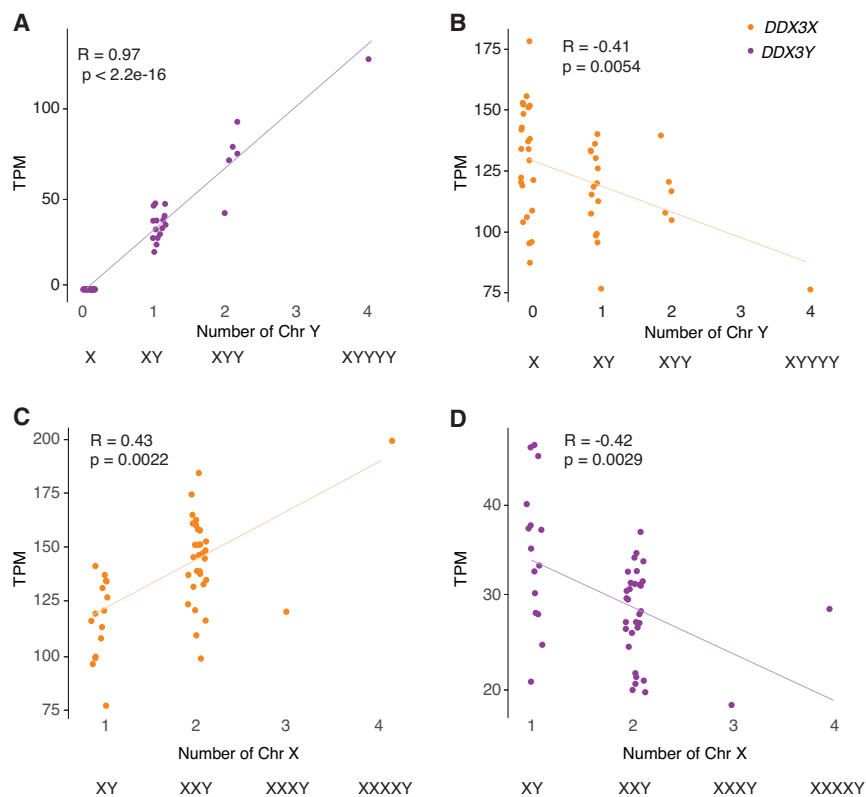 A
R = 0.97
p < 2.2e-16
TPM
100
50
0
0 1 2 3 4
Number of Chr Y
X XY XYY XYYYY
B
DDX3X
DDX3Y
R = -0.41
p = 0.0054
TPM
175
150
125
100
75
0 1 2 3 4
Number of Chr Y
X XY XYY XYYYY
C
R = 0.43
p = 0.0022
TPM
200
175
150
125
100
75
1 2 3 4
Number of Chr X
XY XXY XXXY XXXXY
D
R = -0.42
p = 0.0029
TPM
40
30
20
1 2 3 4
Number of Chr X
XY XXY XXXY XXXXY